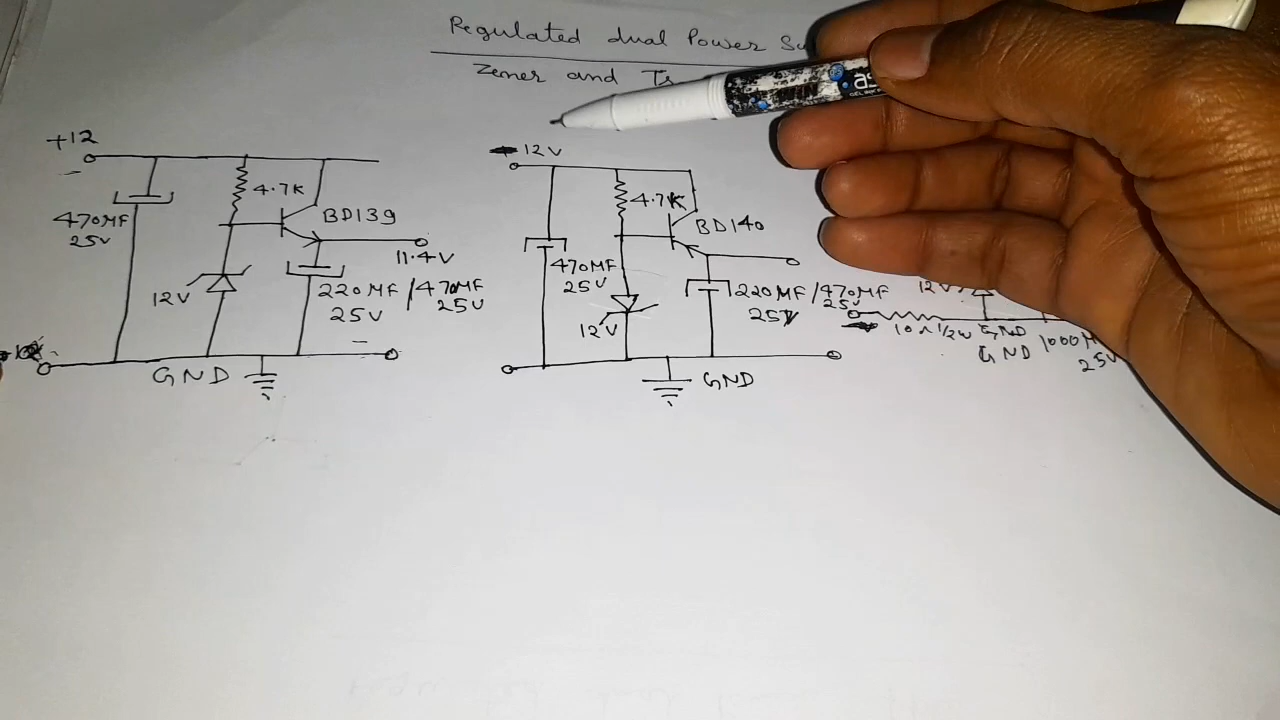 Regulated dual Power
Zener and
+12
-
4.7K
470MF
25V
BD139
11.4V
12V
220MF/470MF
25V 25V
-
GND
-12V
4.7K
BD140
470MF
25V
220MF/470MF
25V 25V
12V
GND
12V
10Ω 1/2W GND
GND
25V